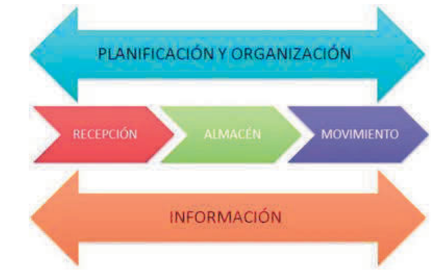 PLANIFICACIÓN Y ORGANIZACIÓN
RECEPCIÓN
ALMACÉN
MOVIMIENTO
INFORMACIÓN